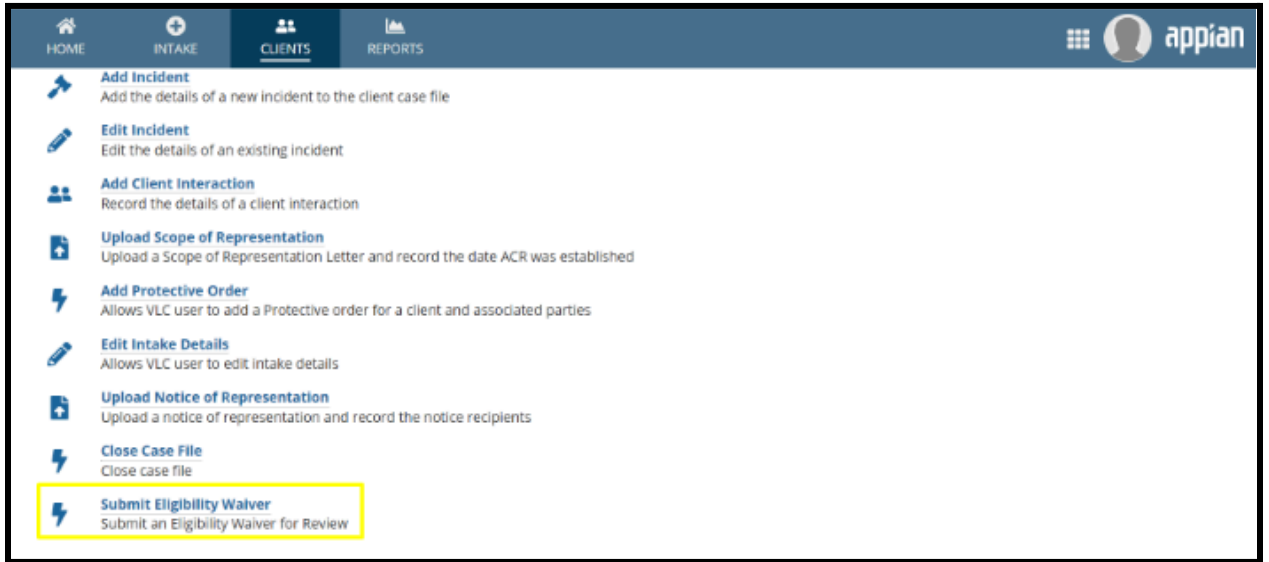 HOME INTAKE CLIENTS REPORTS appian
Add Incident
Add the details of a new incident to the client case file
Edit Incident
Edit the details of an existing incident
Add Client Interaction
Record the details of a client interaction
Upload Scope of Representation
Upload a Scope of Representation Letter and record the date ACR was established
Add Protective Order
Allows VLC user to add a Protective order for a client and associated parties
Edit Intake Details
Allows VLC user to edit intake details
Upload Notice of Representation
Upload a notice of representation and record the notice recipients
Close Case File
Close case file
Submit Eligibility Waiver
Submit an Eligibility Waiver for Review